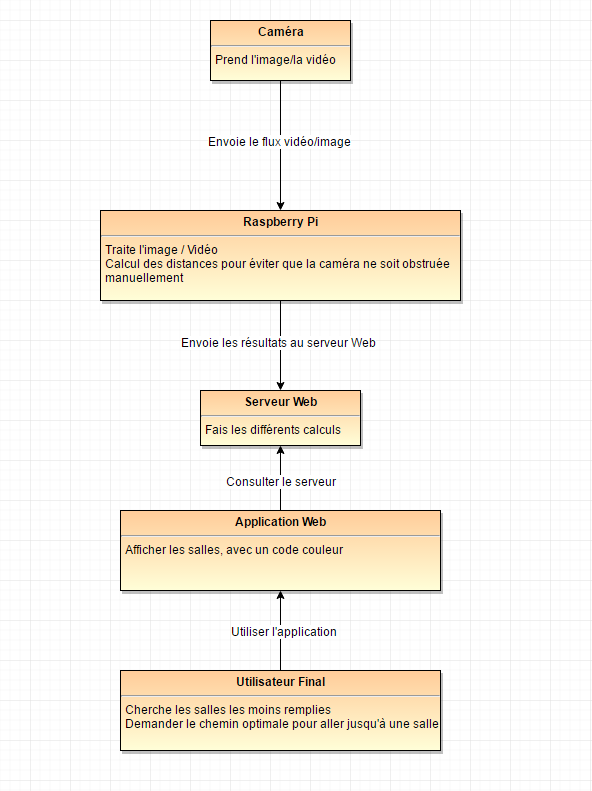 Caméra
Prend l'image/la vidéo
Envoie le flux vidéo/image
Raspberry Pi
Traite l'image / Vidéo
Calcul des distances pour éviter que la caméra ne soit obstruée
manuellement
Envoie les résultats au serveur Web
Serveur Web
Fais les différents calculs
Consulter le serveur
Application Web
Afficher les salles, avec un code couleur
Utiliser l'application
Utilisateur Final
Cherche les salles les moins remplies
Demander le chemin optimale pour aller jusqu'à une salle